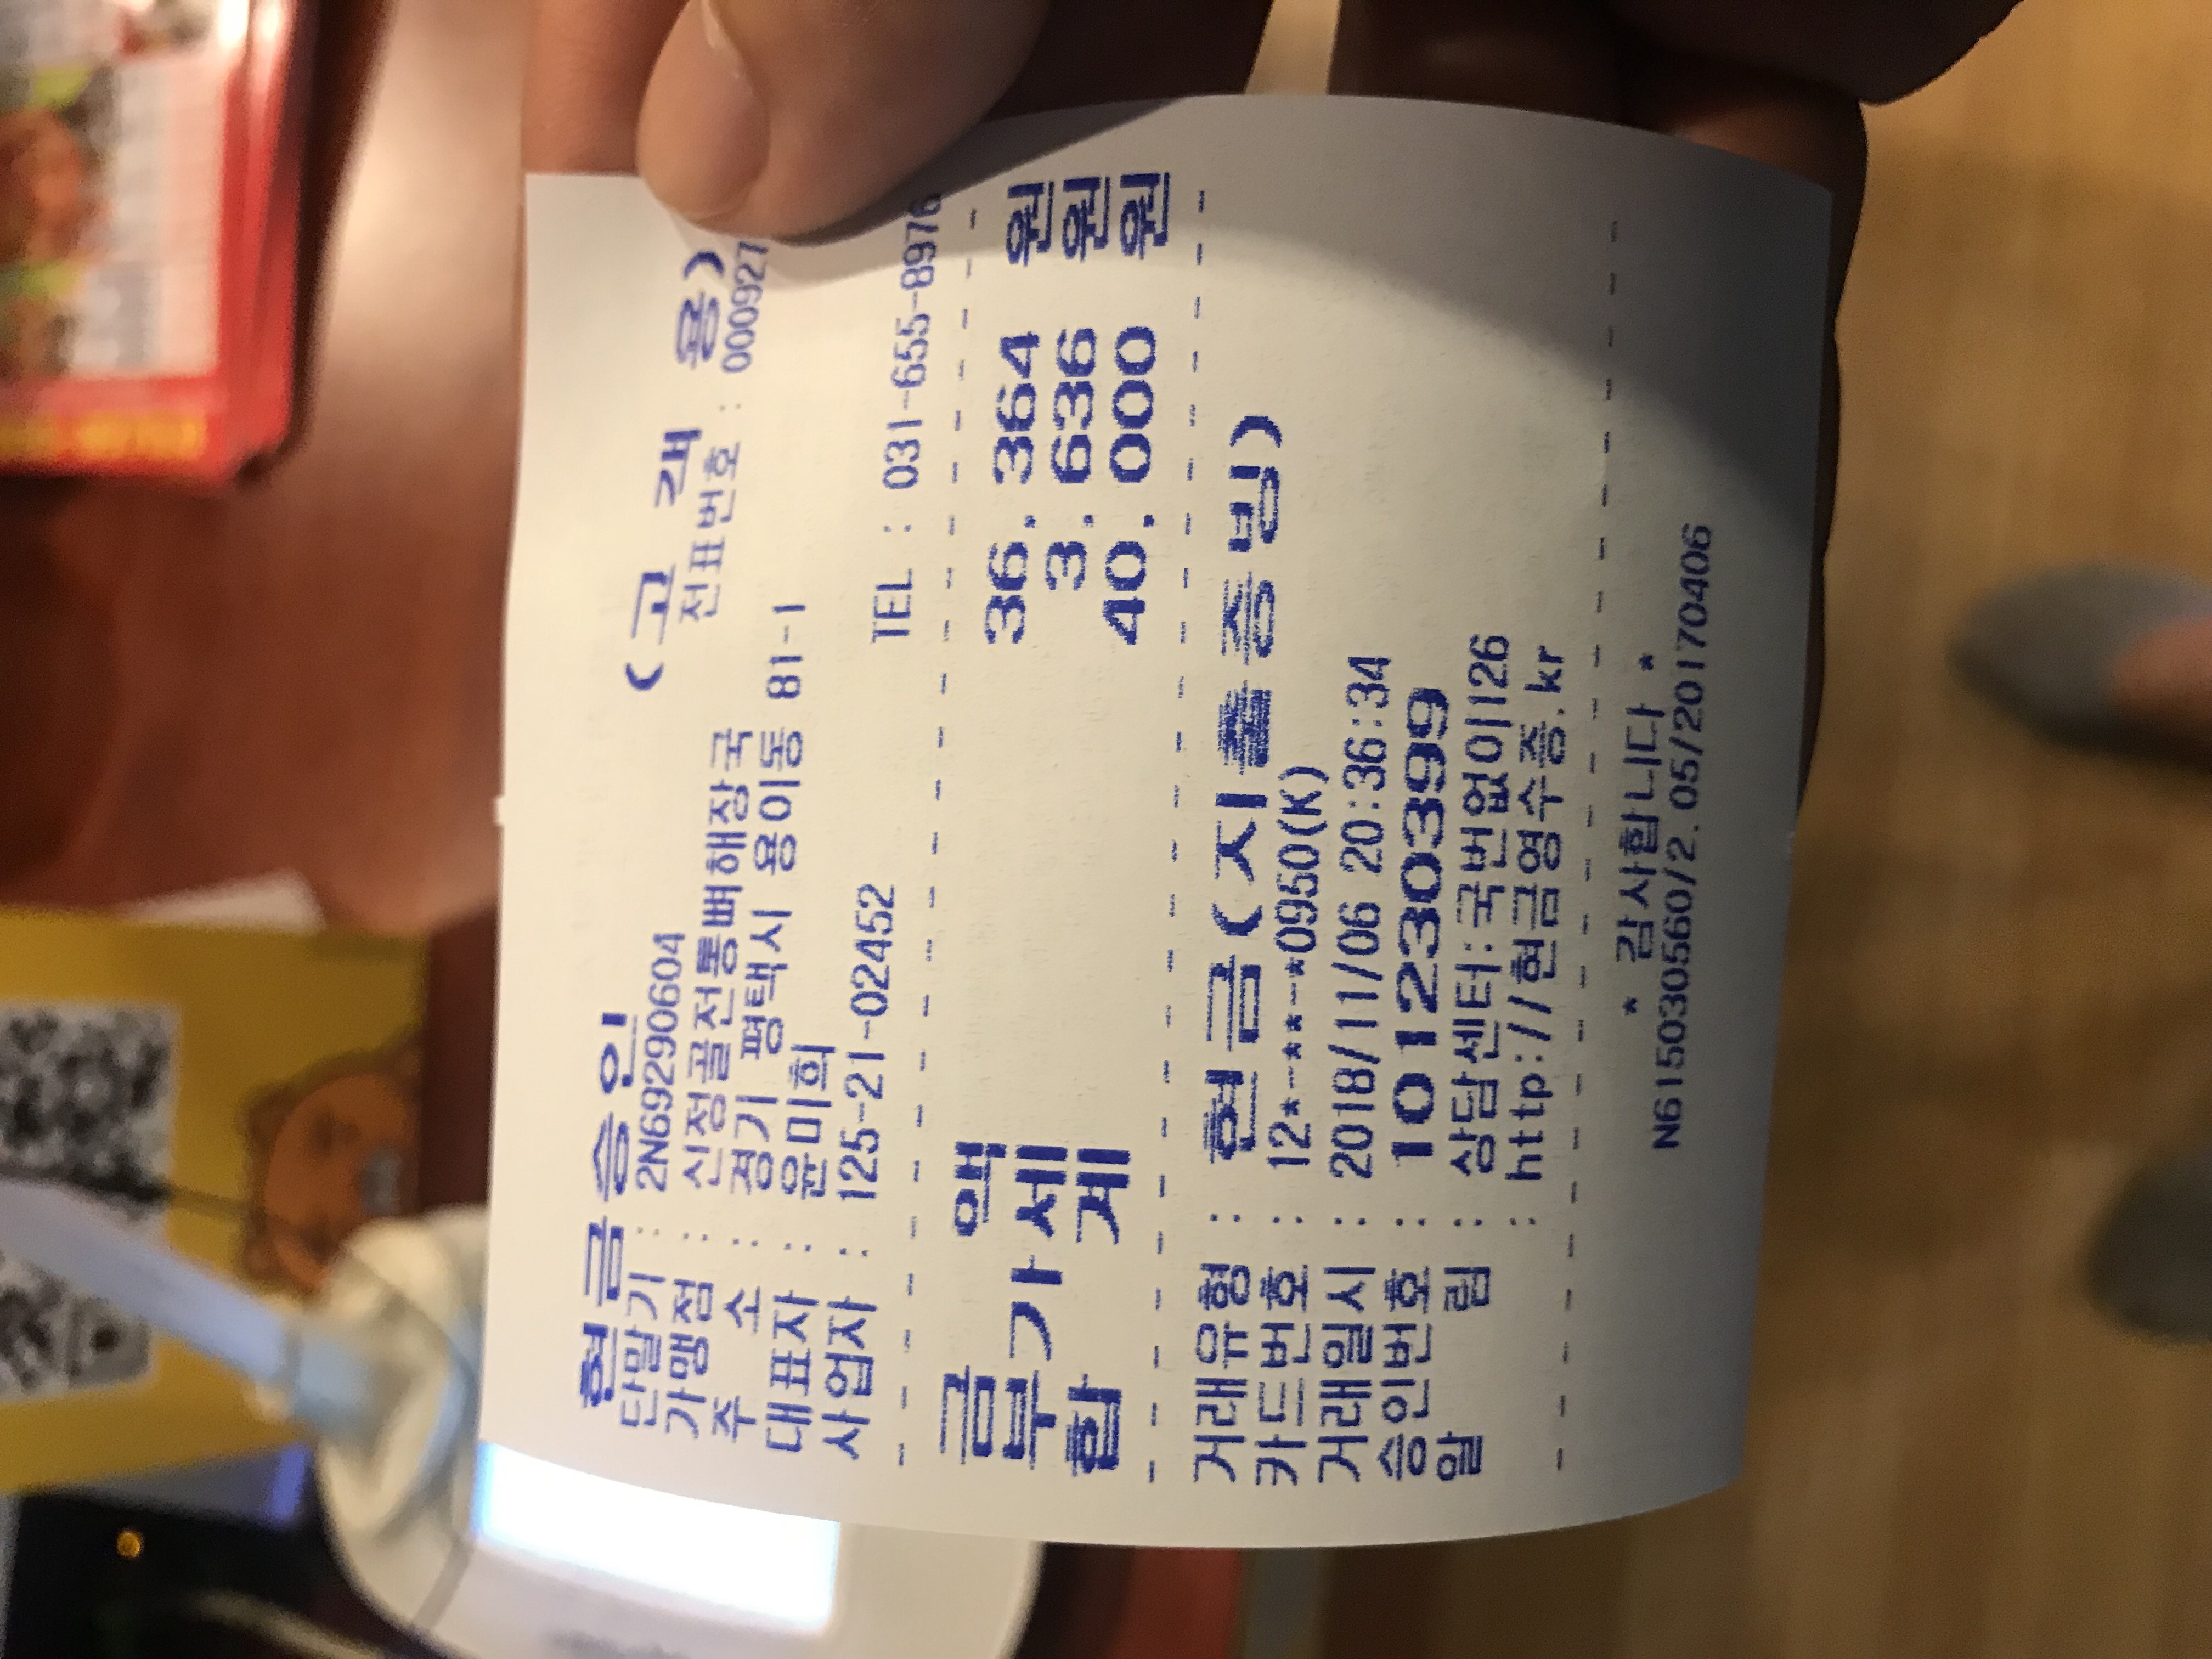 현금승인
(고 객 용)
단말기 : 2N69290604
전표번호 : 000927
가맹점 : 신정골전통뼈해장국
주 소 : 경기 평택시 용이동 81-1
대표자 : 윤미희
사업자 : 125-21-02452
TEL : 031-655-8976
금 액 36,364 원
부가세 3,636 원
합 계 40,000 원
거래유형 : 현금(지출증빙)
카드번호 : 12*-**-*0950(K)
거래일시 : 2018/11/06 20:36:34
승인번호 : 101230399
알 림 : 상담센터:국번없이126
: http://현금영수증.kr
* 감사합니다 *
N615030560/2.05/20170406